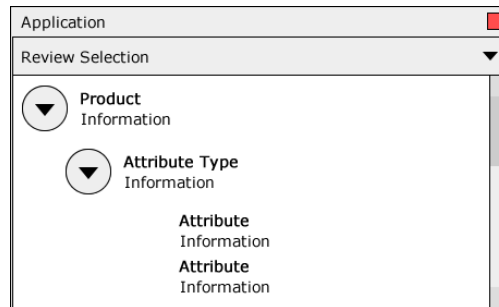 Application
Review Selection
Product
Information
Attribute Type
Information
Attribute
Information
Attribute
Information